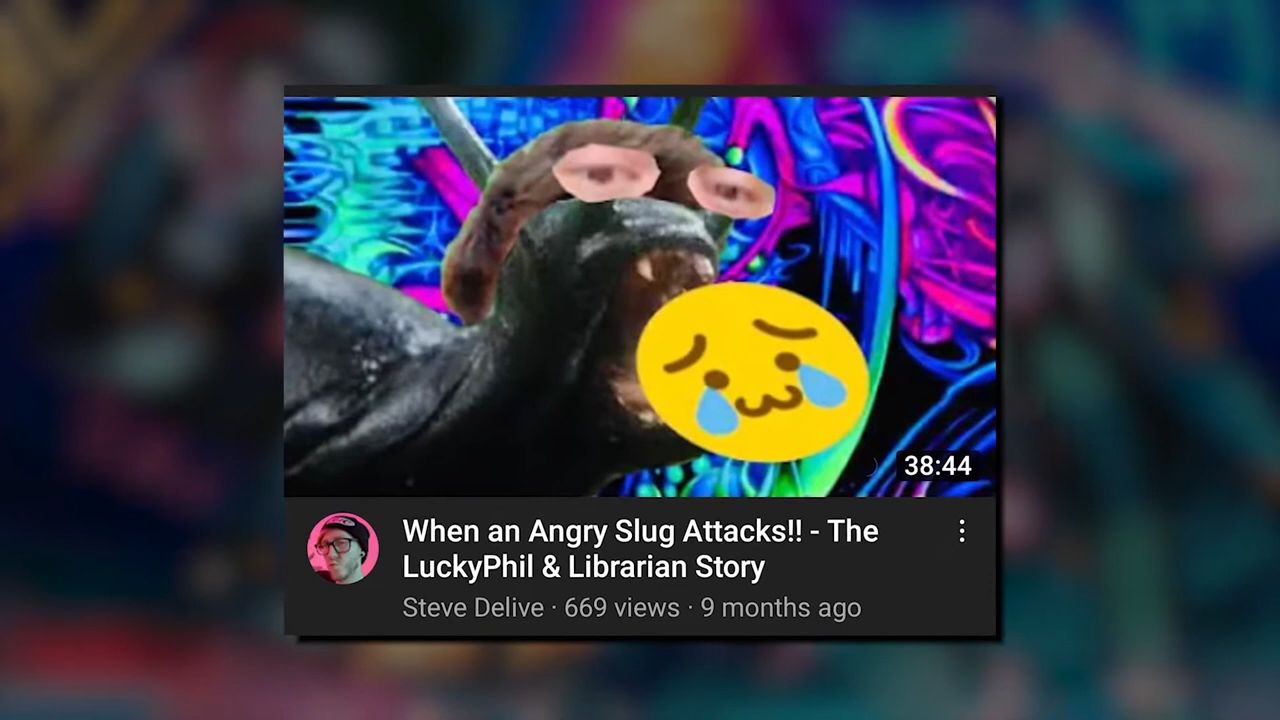 38:44
When an Angry Slug Attacks!! - The
LuckyPhil & Librarian Story
Steve Delive · 669 views · 9 months ago